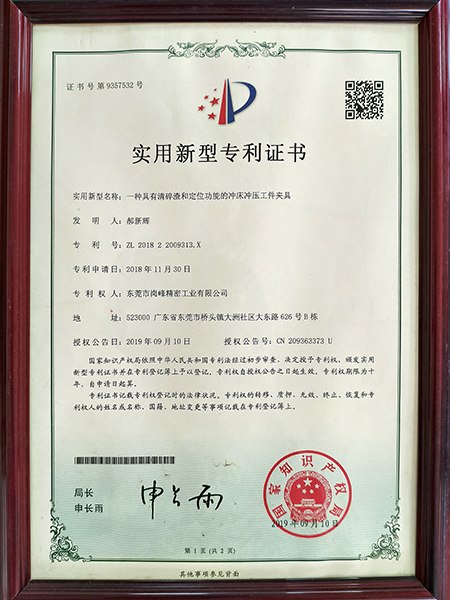 证书号第9357532号
实用新型专利证书
实用新型名称：一种具有清碎渣和定位功能的冲床冲压工件夹具
发明人：郝新辉
专利号：ZL 2018 2 2009313.X
专利申请日：2018年11月30日
专利权人：东莞市岗峰精密工业有限公司
地址：523000 广东省东莞市桥头镇大洲社区大东路626号B栋
授权公告日：2019年09月10日 授权公告号：CN 209363373 U
国家知识产权局依照中华人民共和国专利法经过初步审查，决定授予专利权，颁发实用
新型专利证书并在专利登记簿上予以登记。专利权自授权公告之日起生效。专利权期限为十
年，自申请日起算。
专利证书记载专利权登记时的法律状况。专利权的转移、质押、无效、终止、恢复和专
利权人的姓名或名称、国籍、地址变更等事项记载在专利登记簿上。
局长
申长雨
申长雨
国家知识产权局
2019年09月10日
第1页（共2页）
其他事项参见背面